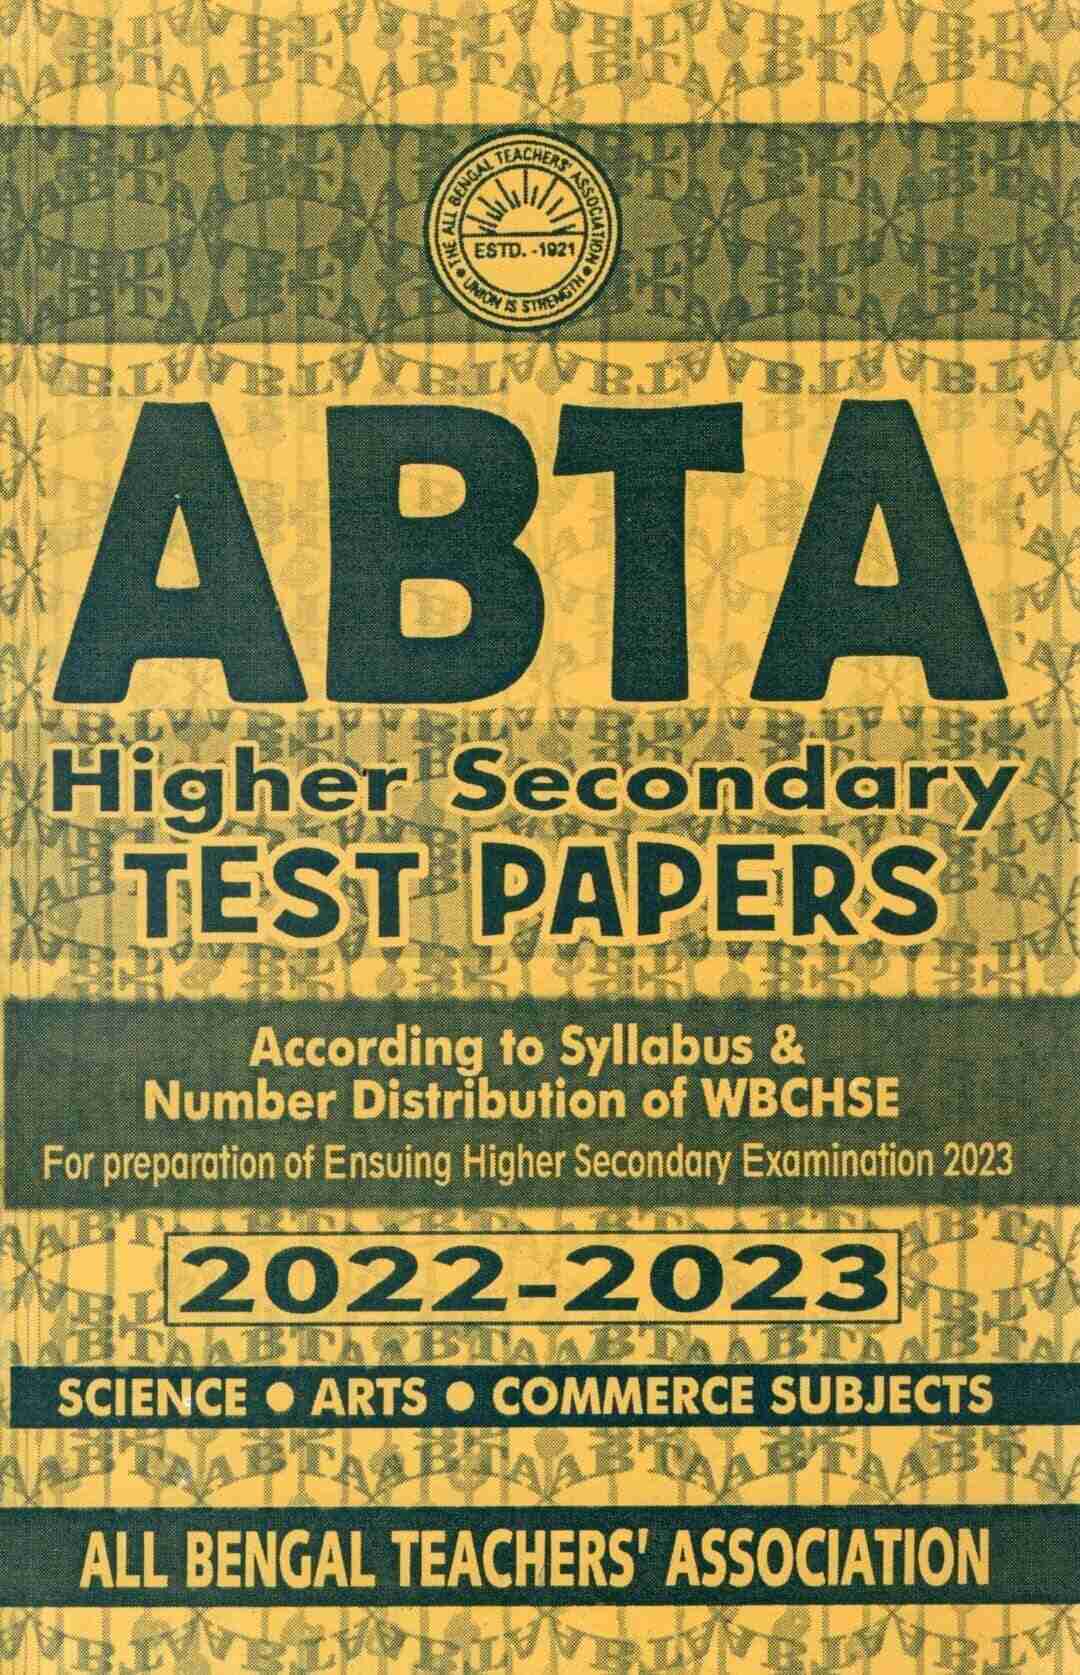 THE ALL BENGAL TEACHERS' ASSOCIATION
ESTD. -1921
UNION IS STRENGTH
ABTA
Higher Secondary
TEST PAPERS
According to Syllabus &
Number Distribution of WBCHSE
For preparation of Ensuing Higher Secondary Examination 2023
2022-2023
SCIENCE ● ARTS ● COMMERCE SUBJECTS
ALL BENGAL TEACHERS' ASSOCIATION